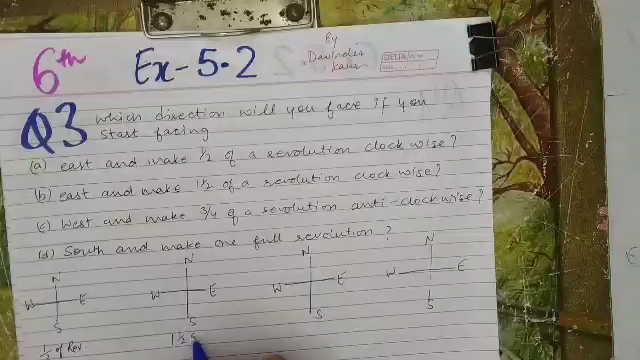 By
Davinder
Kaur
DELTA
6th
Ex-5.2
Q3 which direction will you face if you
start facing
(a) east and make 1/2 of a revolution clockwise?
(b) east and make 1 1/2 of a revolution clockwise?
(c) West and make 3/4 of a revolution anti-clockwise?
(d) South and make one full revolution?
N N N N
W E W E W E W E
S S S S
1/2 of Rev. 1 1/2
E